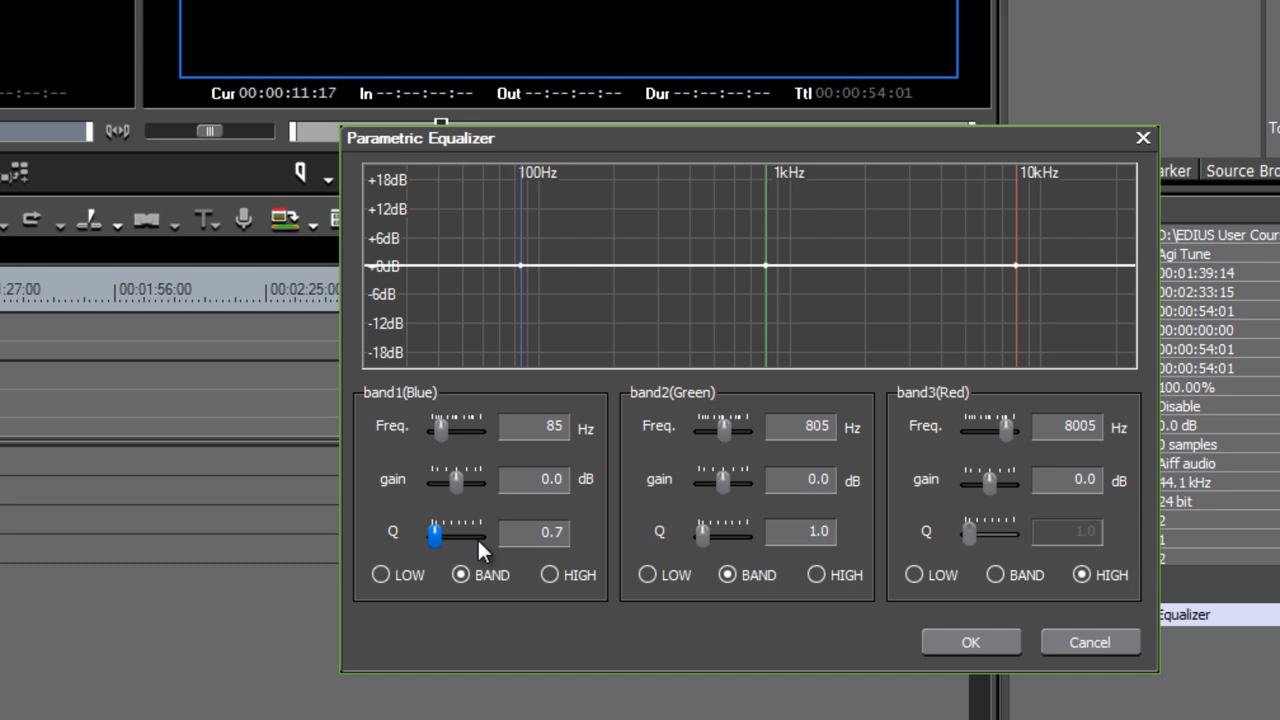 --:--:--
Cur 00:00:11:17 In --:--:--:-- Out --:--:--:-- Dur --:--:--:-- Ttl 00:00:54:01
Parametric Equalizer
100Hz 1kHz 10kHz
+18dB
+12dB
+6dB
+0dB
-6dB
-12dB
-18dB
band1(Blue) band2(Green) band3(Red)
Freq. 85 Hz Freq. 805 Hz Freq. 8005 Hz
gain 0.0 dB gain 0.0 dB gain 0.0 dB
Q 0.7 Q 1.0 Q 1.0
LOW BAND HIGH LOW BAND HIGH LOW BAND HIGH
OK Cancel
:27:00 00:01:56:00 00:02:25:00
To
rker Source Bro
D:\EDIUS User Cour
Agi Tune
00:01:39:14
00:02:33:15
00:00:54:01
00:00:00:00
00:00:54:01
00:00:54:01
100.00%
Disable
0.0 dB
0 samples
Aiff audio
44.1 kHz
24 bit
2
2
2
Equalizer